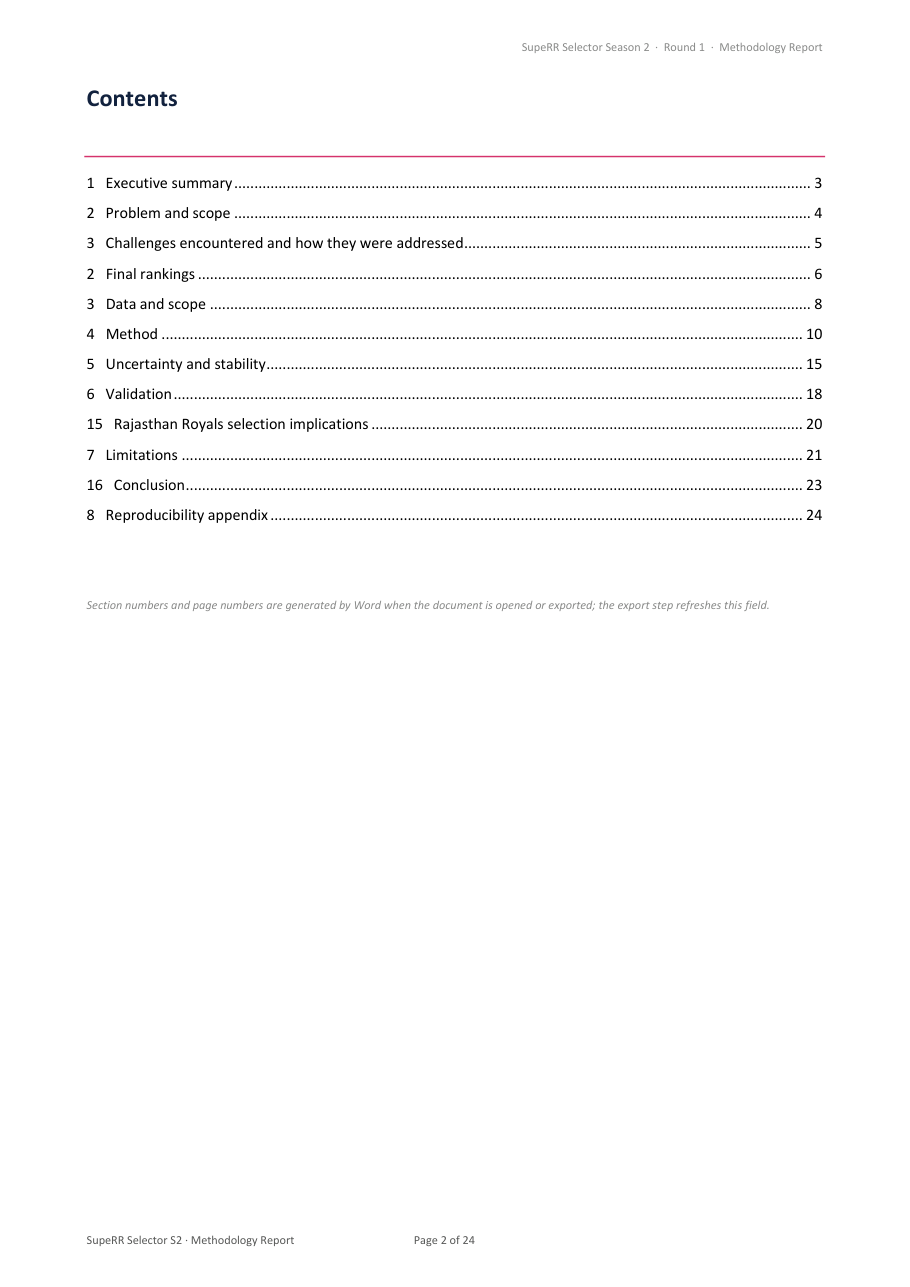 SupeRR Selector Season 2 · Round 1 · Methodology Report
Contents
1 Executive summary ........ 3
2 Problem and scope ........ 4
3 Challenges encountered and how they were addressed ........ 5
2 Final rankings ........ 6
3 Data and scope ........ 8
4 Method ........ 10
5 Uncertainty and stability ........ 15
6 Validation ........ 18
15 Rajasthan Royals selection implications ........ 20
7 Limitations ........ 21
16 Conclusion ........ 23
8 Reproducibility appendix ........ 24
Section numbers and page numbers are generated by Word when the document is opened or exported; the export step refreshes this field.
SupeRR Selector S2 · Methodology Report Page 2 of 24